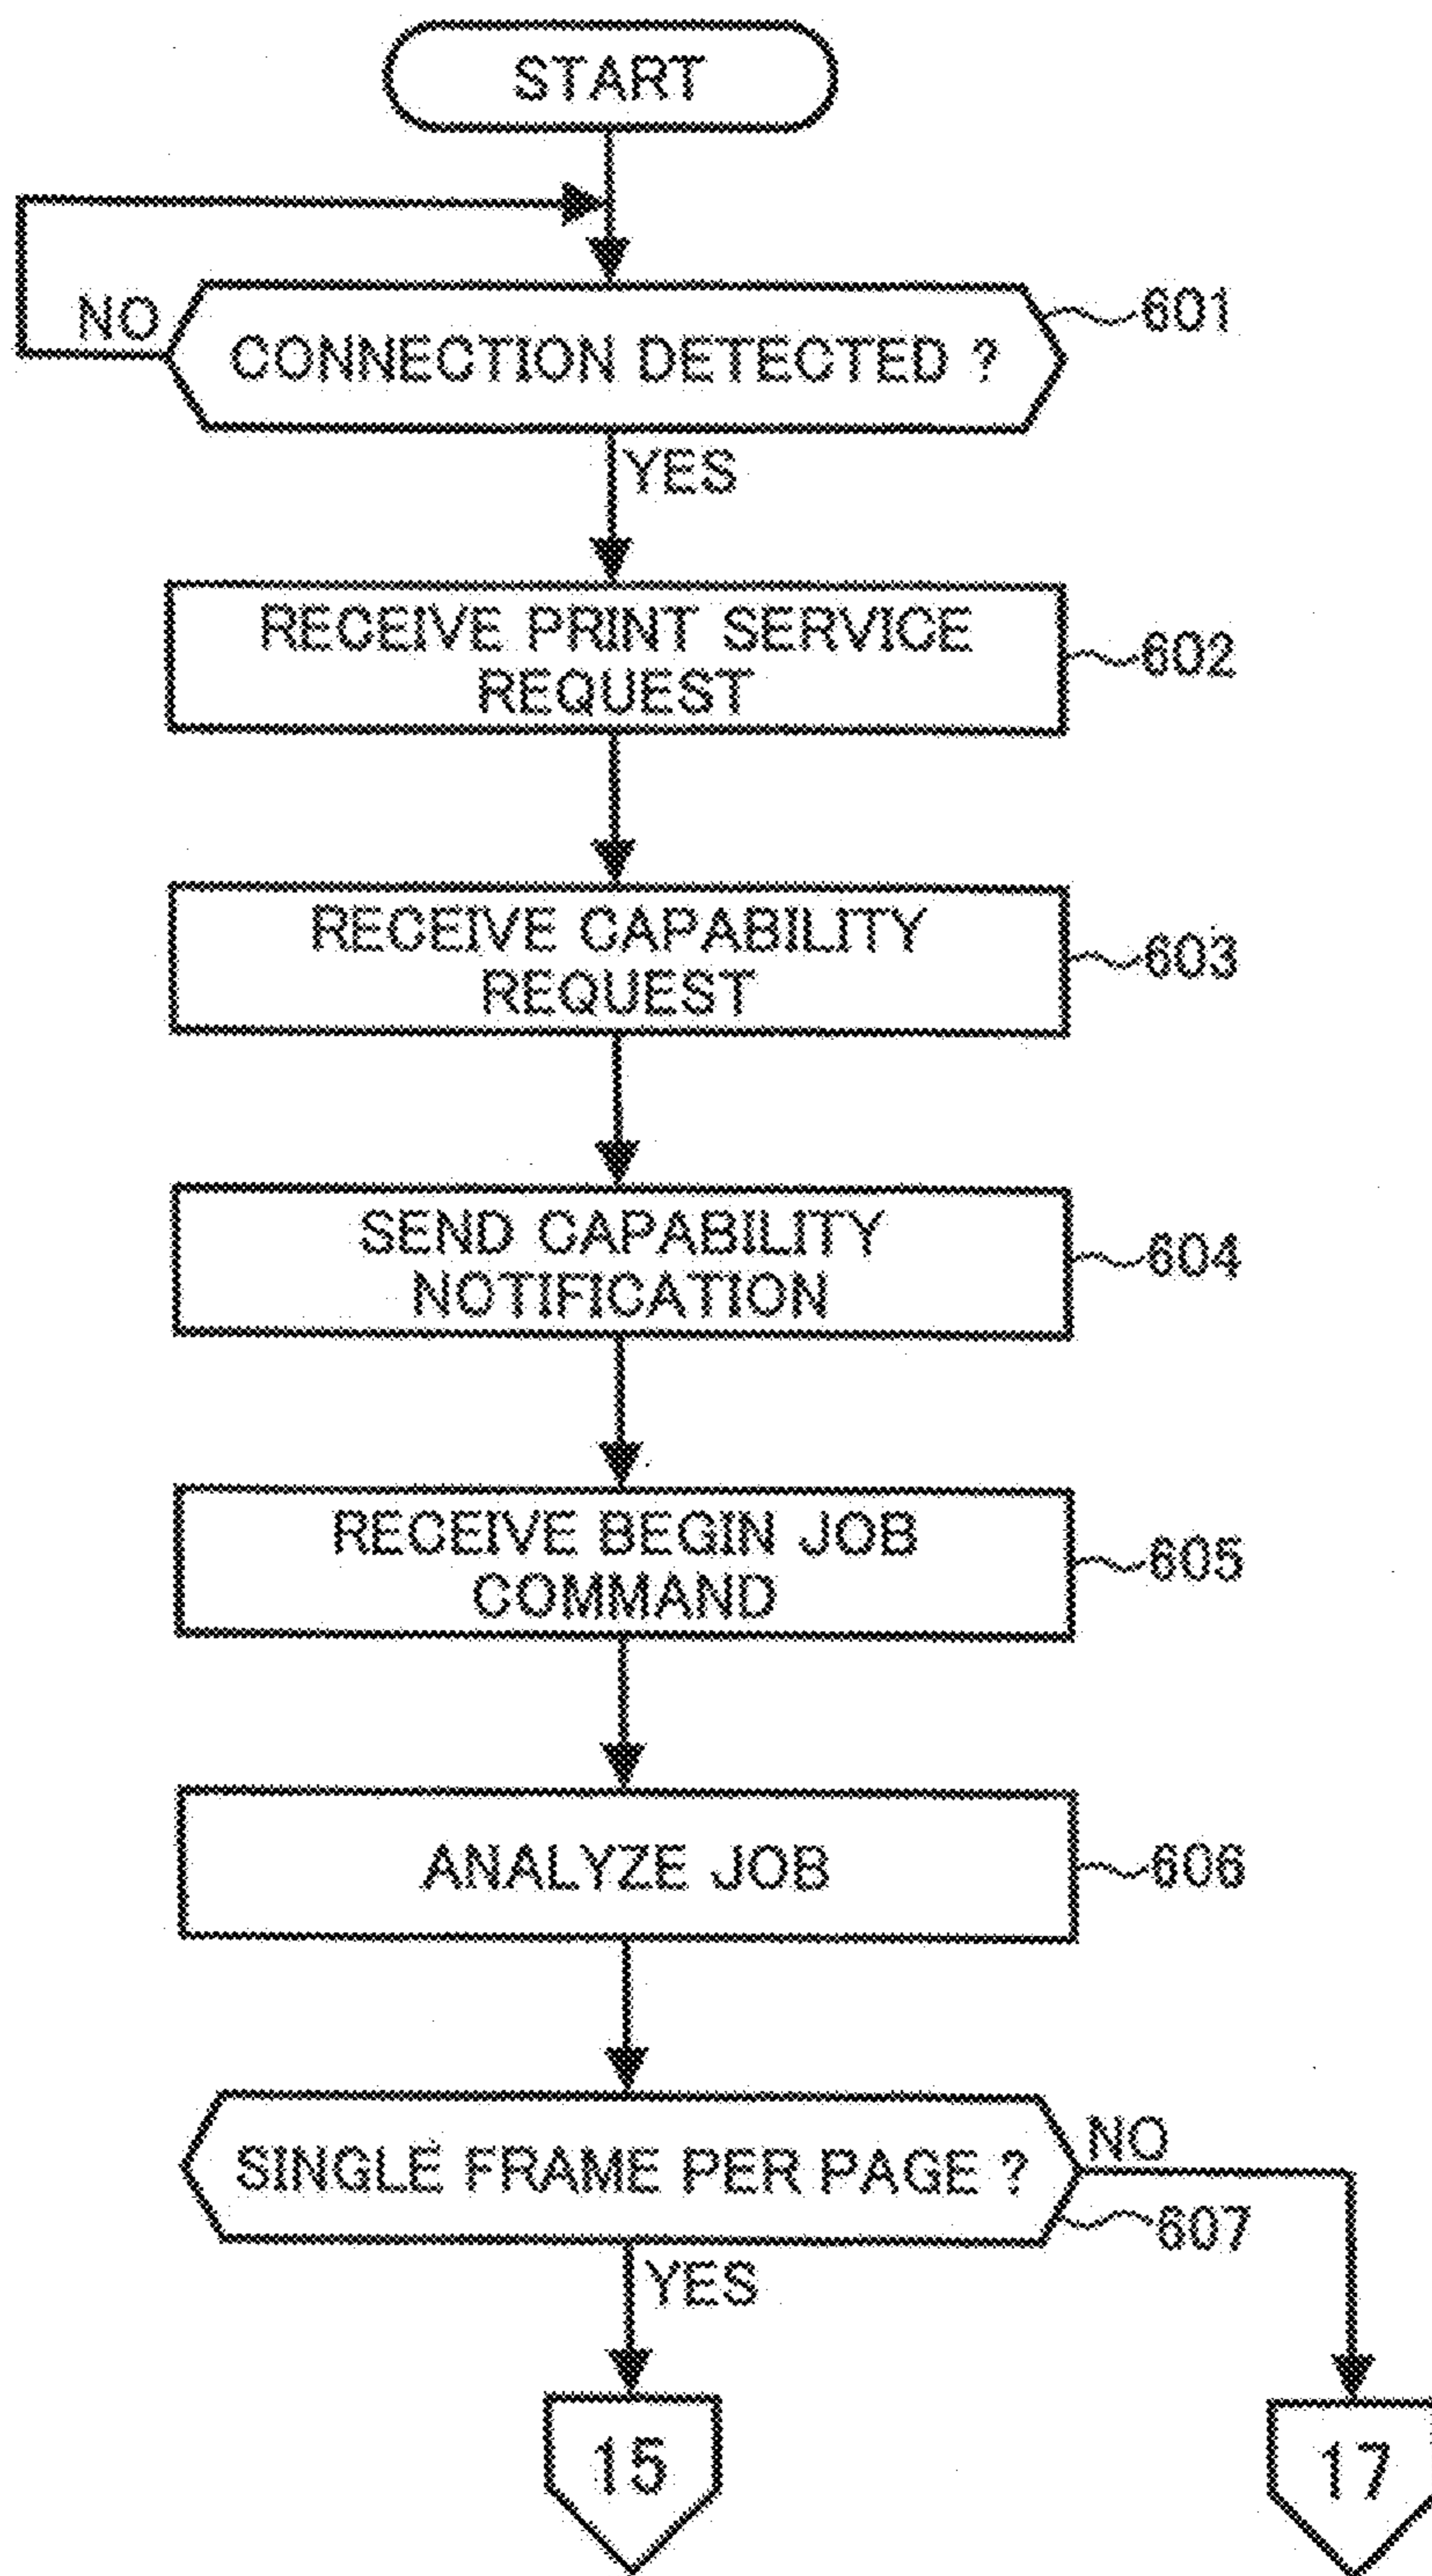 START
NO
CONNECTION DETECTED ?
601
YES
RECEIVE PRINT SERVICE
REQUEST
602
RECEIVE CAPABILITY
REQUEST
603
SEND CAPABILITY
NOTIFICATION
604
RECEIVE BEGIN JOB
COMMAND
605
ANALYZE JOB
606
SINGLE FRAME PER PAGE ?
NO
607
YES
15
17